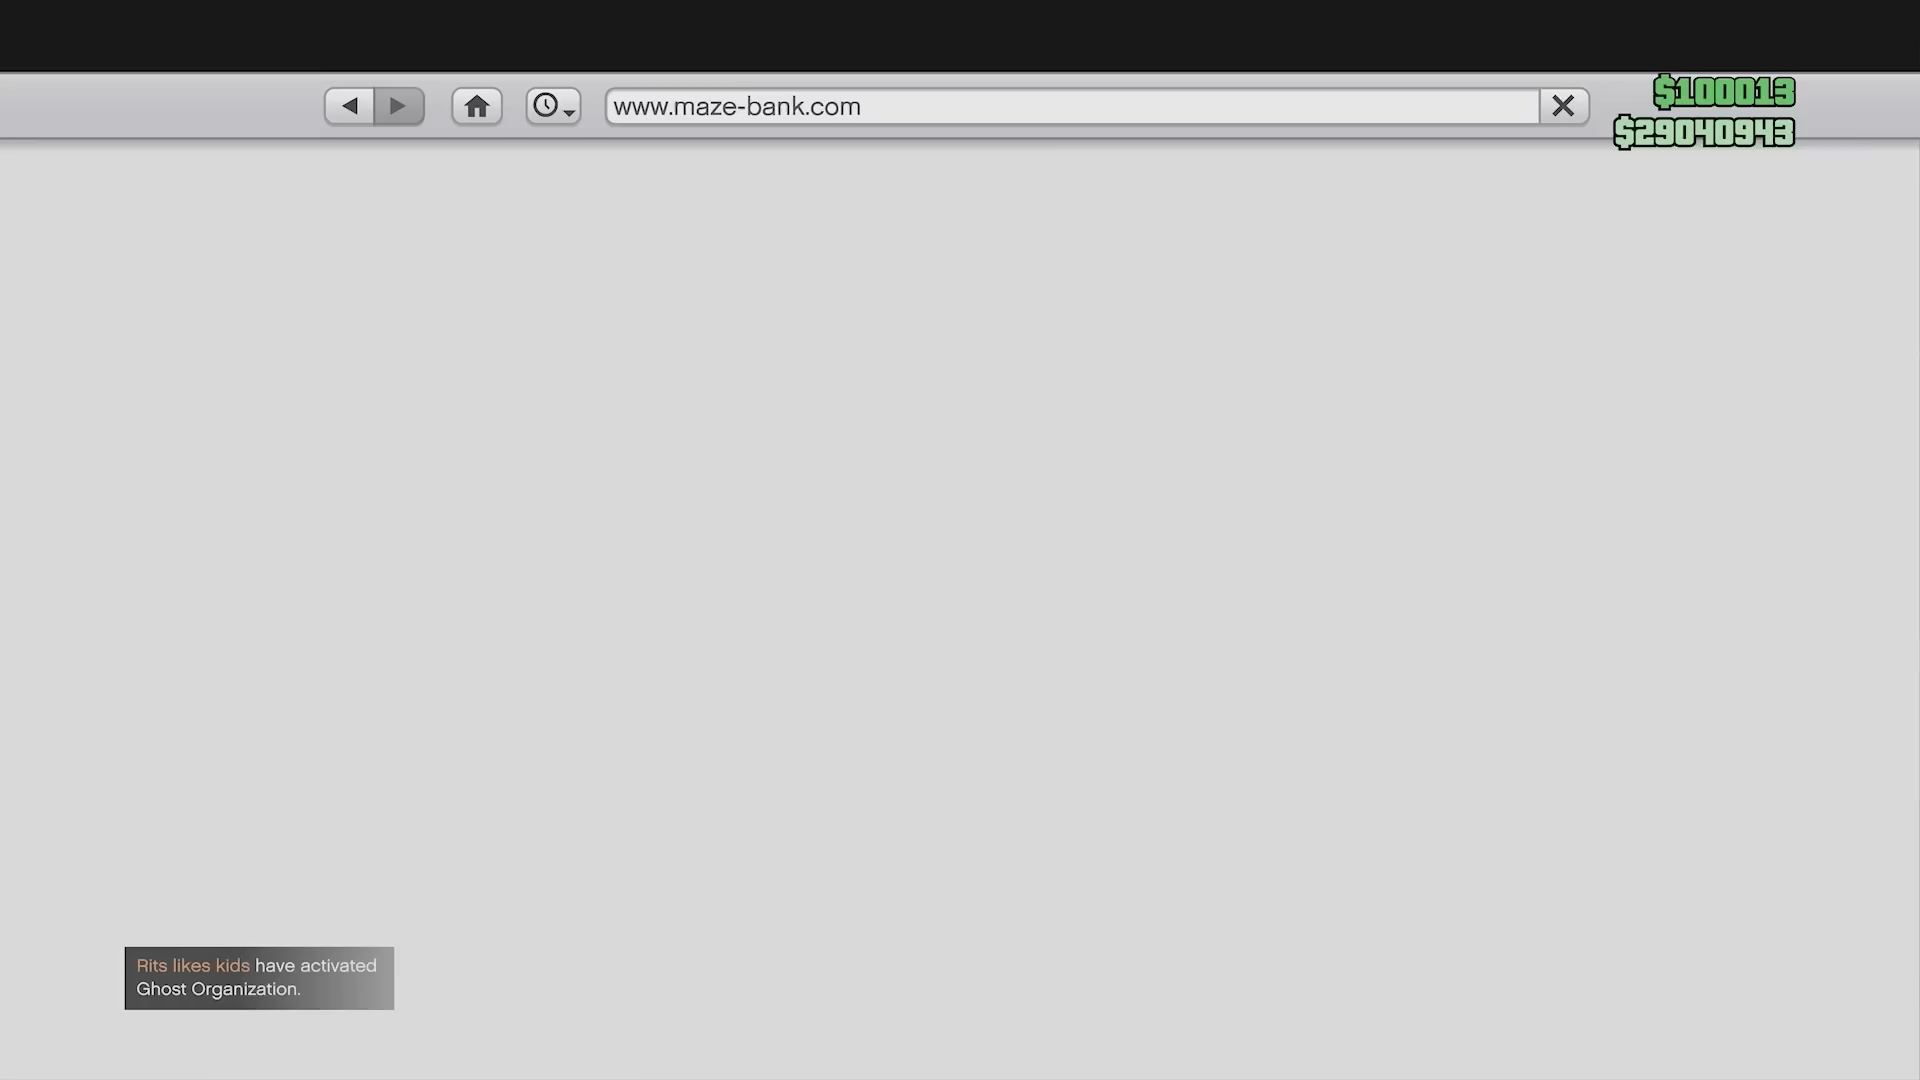 www.maze-bank.com
$100013
$29040943
Rits likes kids have activated
Ghost Organization.